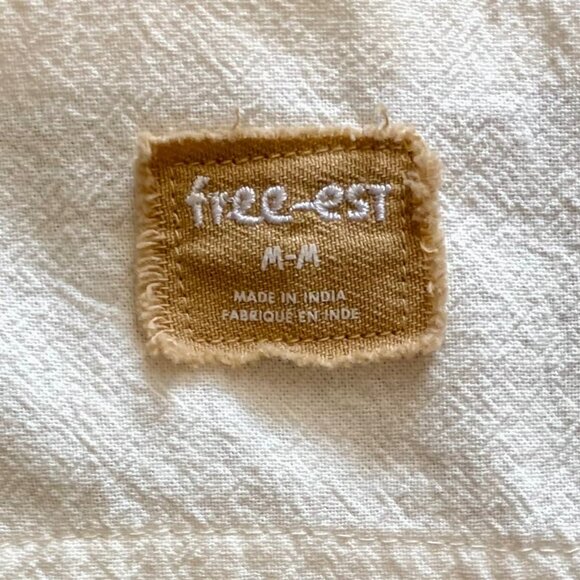 free-est
M-M
MADE IN INDIA
FABRIQUÉ EN INDE